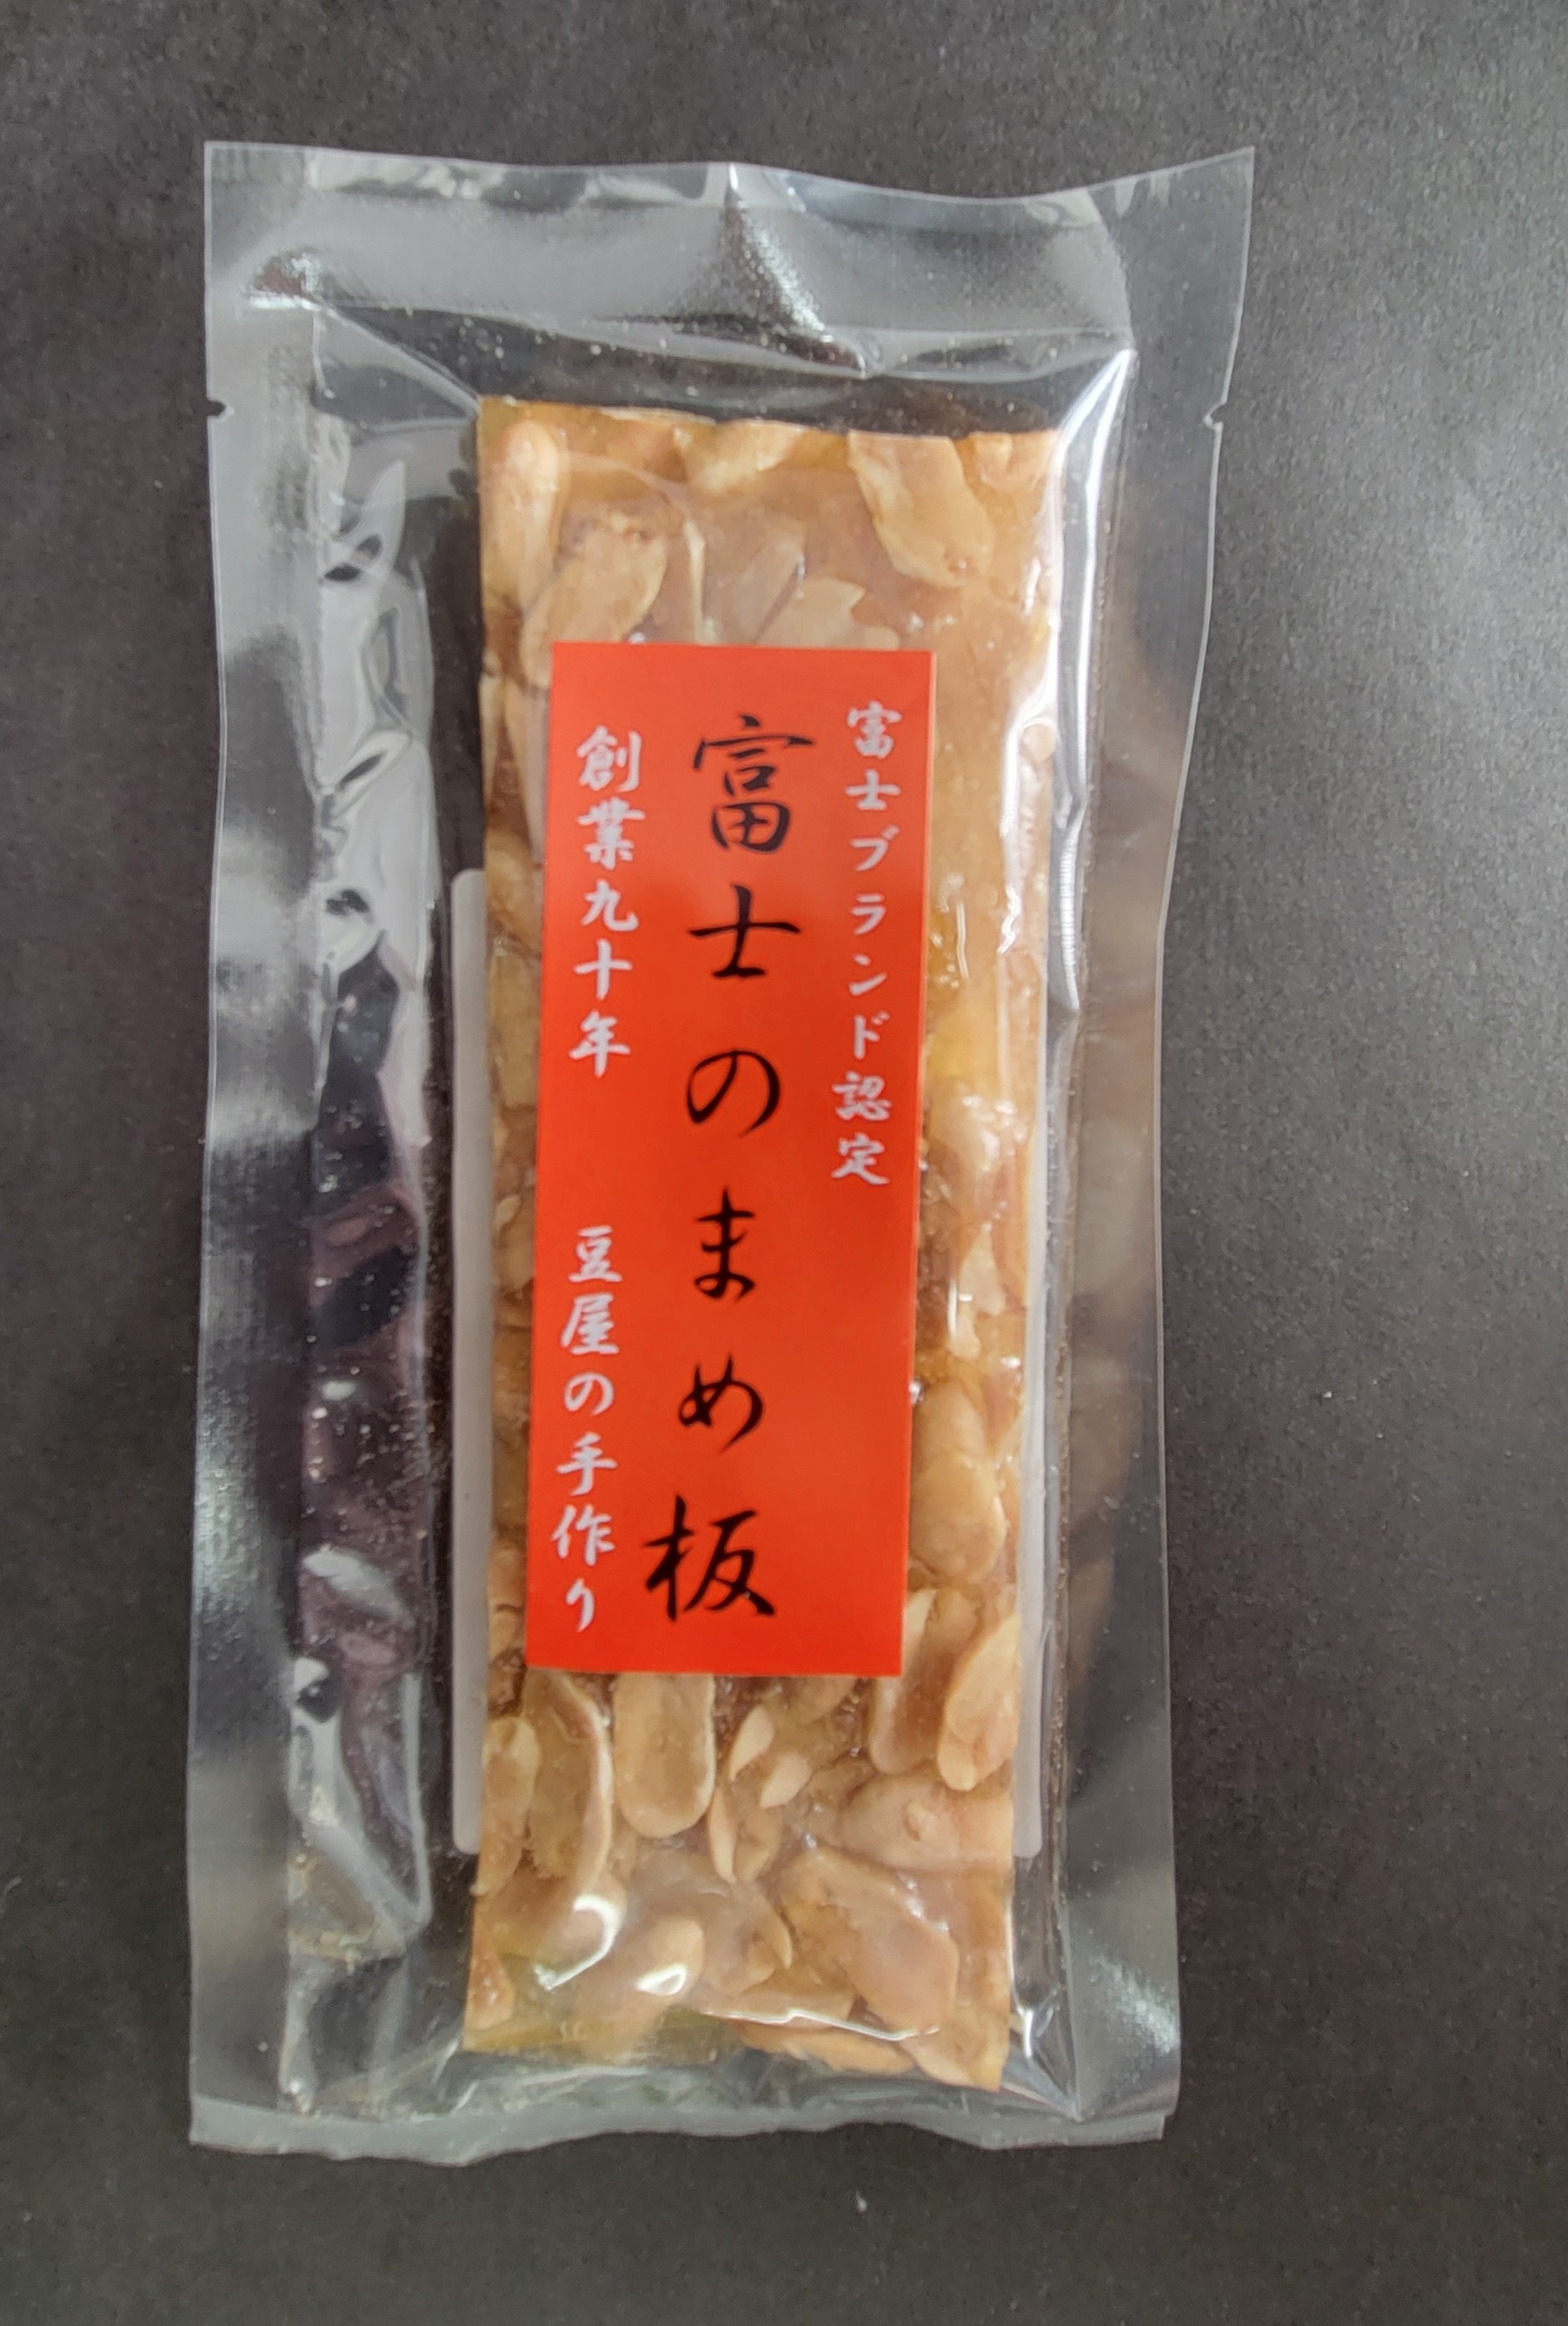 富士ブランド認定
富士のまめ板
創業九十年 豆屋の手作り